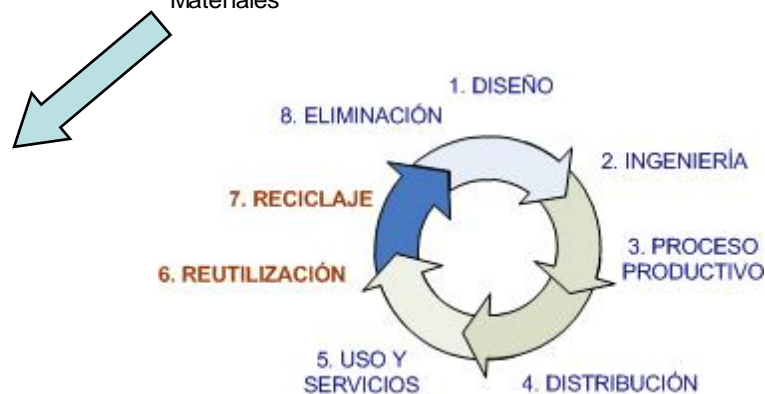 Materiales
1. DISEÑO
2. INGENIERÍA
3. PROCESO
PRODUCTIVO
4. DISTRIBUCIÓN
5. USO Y
SERVICIOS
6. REUTILIZACIÓN
7. RECICLAJE
8. ELIMINACIÓN